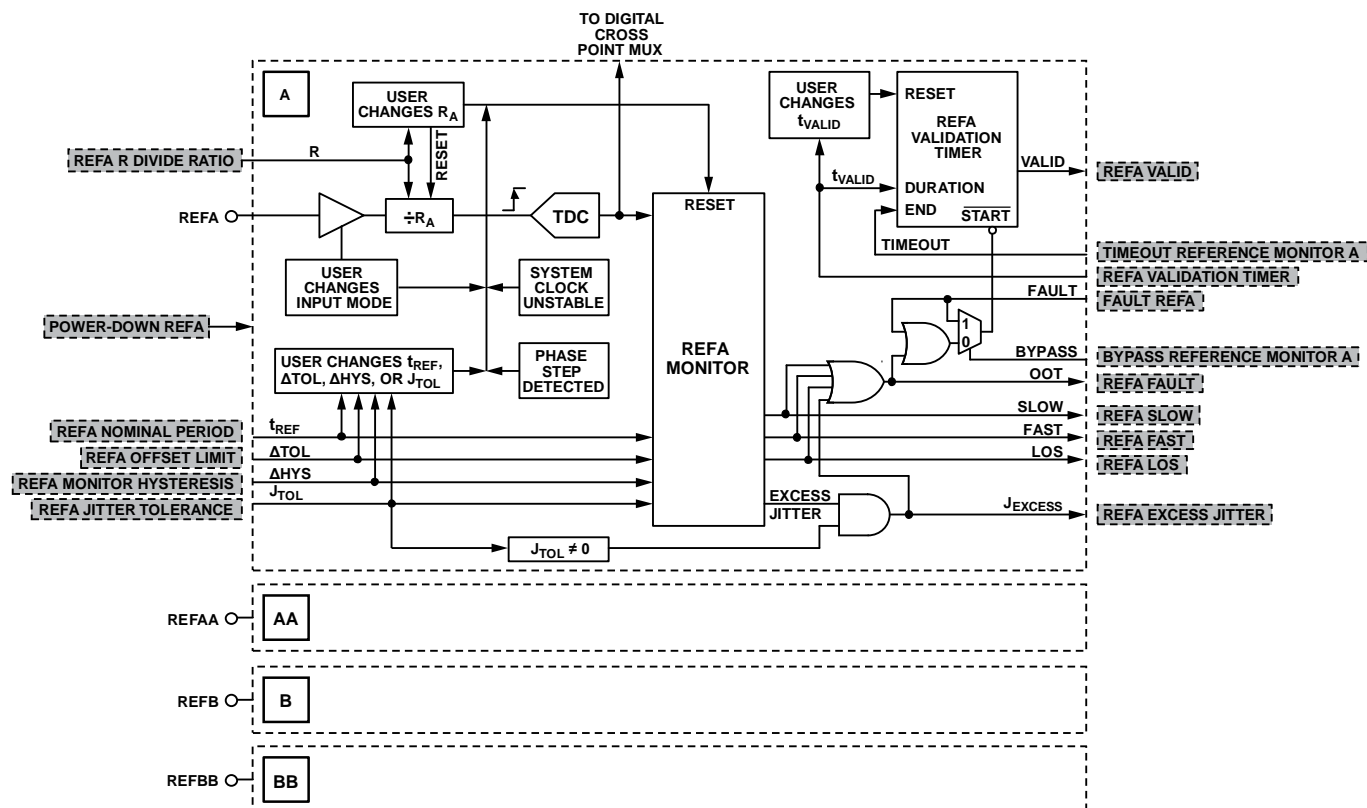 TO DIGITAL
CROSS
POINT MUX
A
USER
CHANGES RA
R
RESET
REFA R DIVIDE RATIO
REFA
÷RA
TDC
USER
CHANGES
INPUT MODE
SYSTEM
CLOCK
UNSTABLE
POWER-DOWN REFA
USER CHANGES tREF,
ΔTOL, ΔHYS, OR JTOL
PHASE
STEP
DETECTED
REFA NOMINAL PERIOD
tREF
REFA OFFSET LIMIT
ΔTOL
REFA MONITOR HYSTERESIS
ΔHYS
REFA JITTER TOLERANCE
JTOL
JTOL ≠ 0
RESET
REFA
MONITOR
USER
CHANGES
tVALID
RESET
REFA
VALIDATION
TIMER
tVALID
DURATION
END
START
VALID
REFA VALID
TIMEOUT
TIMEOUT REFERENCE MONITOR A
REFA VALIDATION TIMER
FAULT
FAULT REFA
1
0
BYPASS
BYPASS REFERENCE MONITOR A
OOT
REFA FAULT
SLOW
REFA SLOW
FAST
REFA FAST
LOS
REFA LOS
EXCESS
JITTER
JEXCESS
REFA EXCESS JITTER
REFAA
AA
REFB
B
REFBB
BB